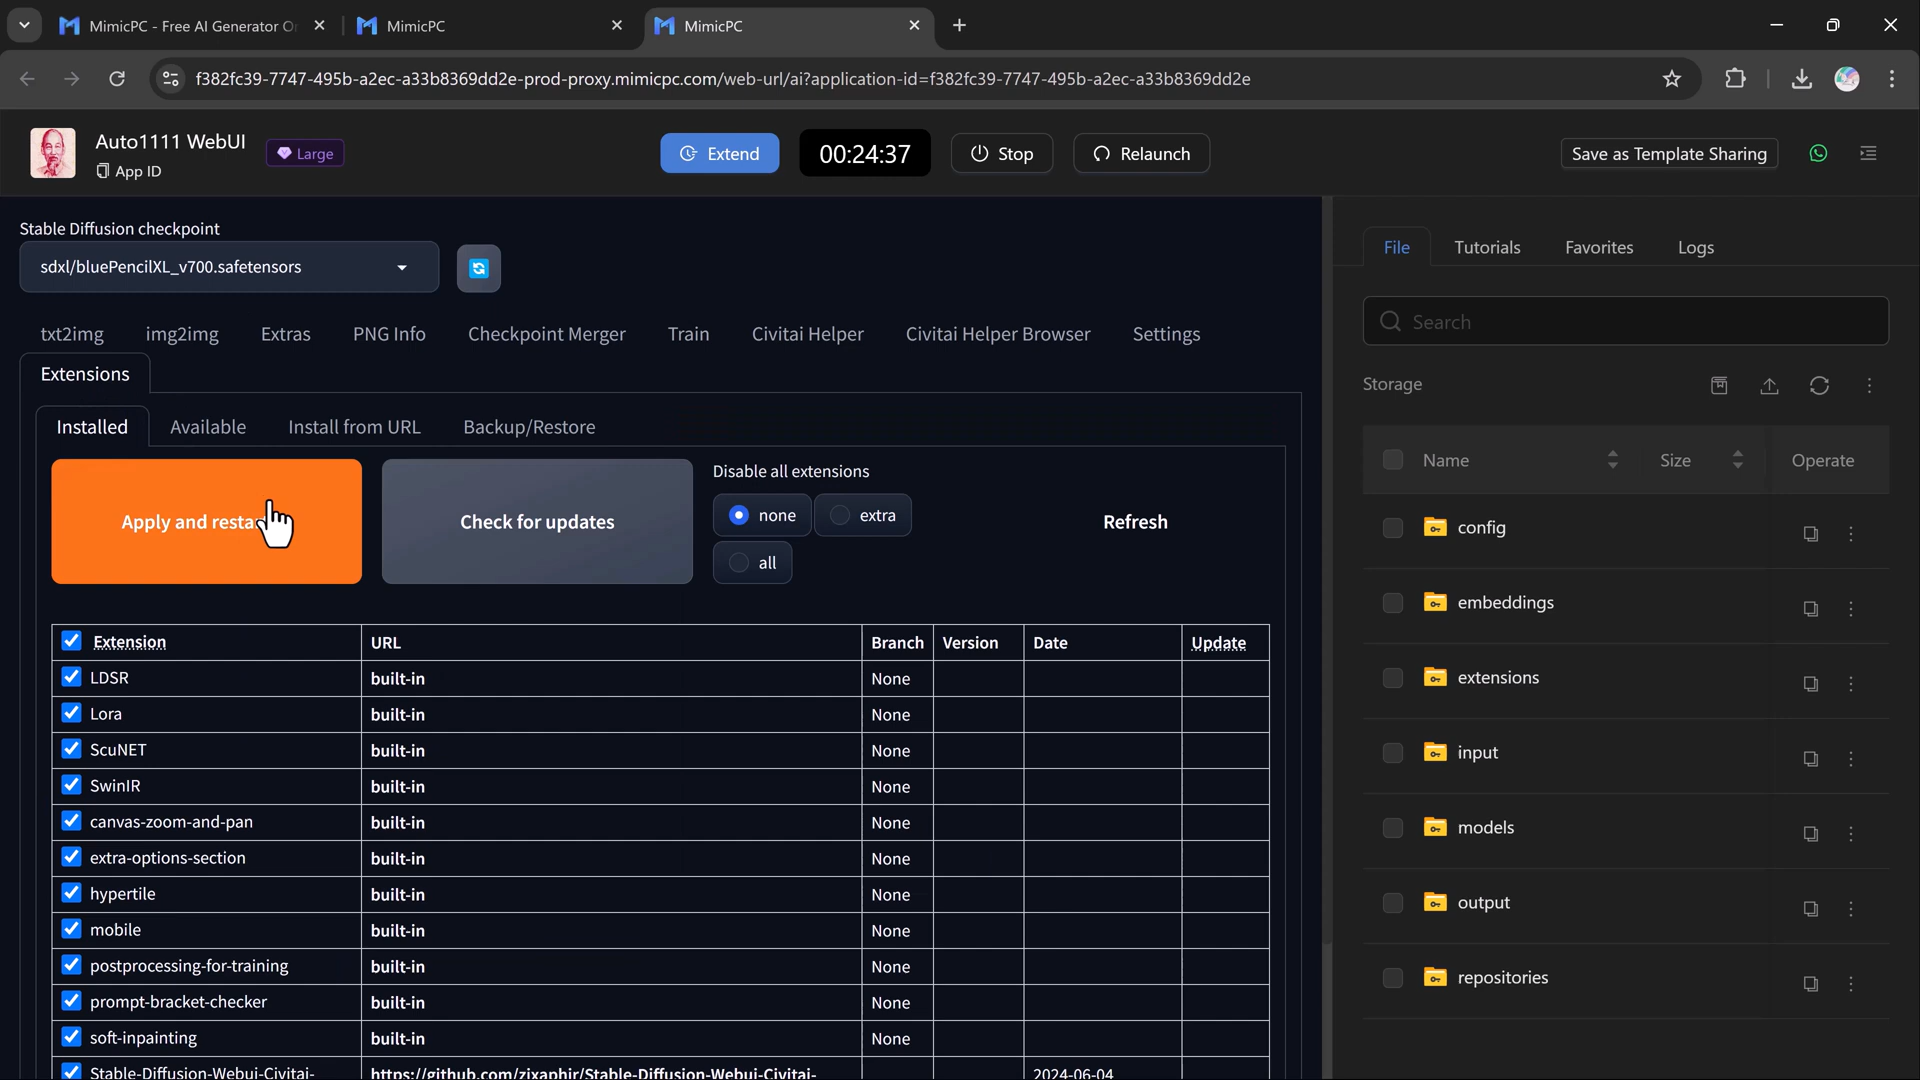 MimicPC - Free AI Generator O
MimicPC
MimicPC
f382fc39-7747-495b-a2ec-a33b8369dd2e-prod-proxy.mimicpc.com/web-url/ai?application-id=f382fc39-7747-495b-a2ec-a33b8369dd2e
Auto1111 WebUI
App ID
Large
Extend
00:24:37
Stop
Relaunch
Save as Template Sharing
Stable Diffusion checkpoint
sdxl/bluePencilXL_v700.safetensors
txt2img img2img Extras PNG Info Checkpoint Merger Train Civitai Helper Civitai Helper Browser Settings
Extensions
Installed Available Install from URL Backup/Restore
Apply and resta
Check for updates
Disable all extensions
none
extra
all
Refresh
Extension URL Branch Version Date Update
LDSR built-in None
Lora built-in None
ScuNET built-in None
SwinIR built-in None
canvas-zoom-and-pan built-in None
extra-options-section built-in None
hypertile built-in None
mobile built-in None
postprocessing-for-training built-in None
prompt-bracket-checker built-in None
soft-inpainting built-in None
Stable-Diffusion-Webui-Civitai- https://github.com/zixaphir/Stable-Diffusion-Webui-Civitai- 2024-06-04
File Tutorials Favorites Logs
Search
Storage
Name Size Operate
config
embeddings
extensions
input
models
output
repositories